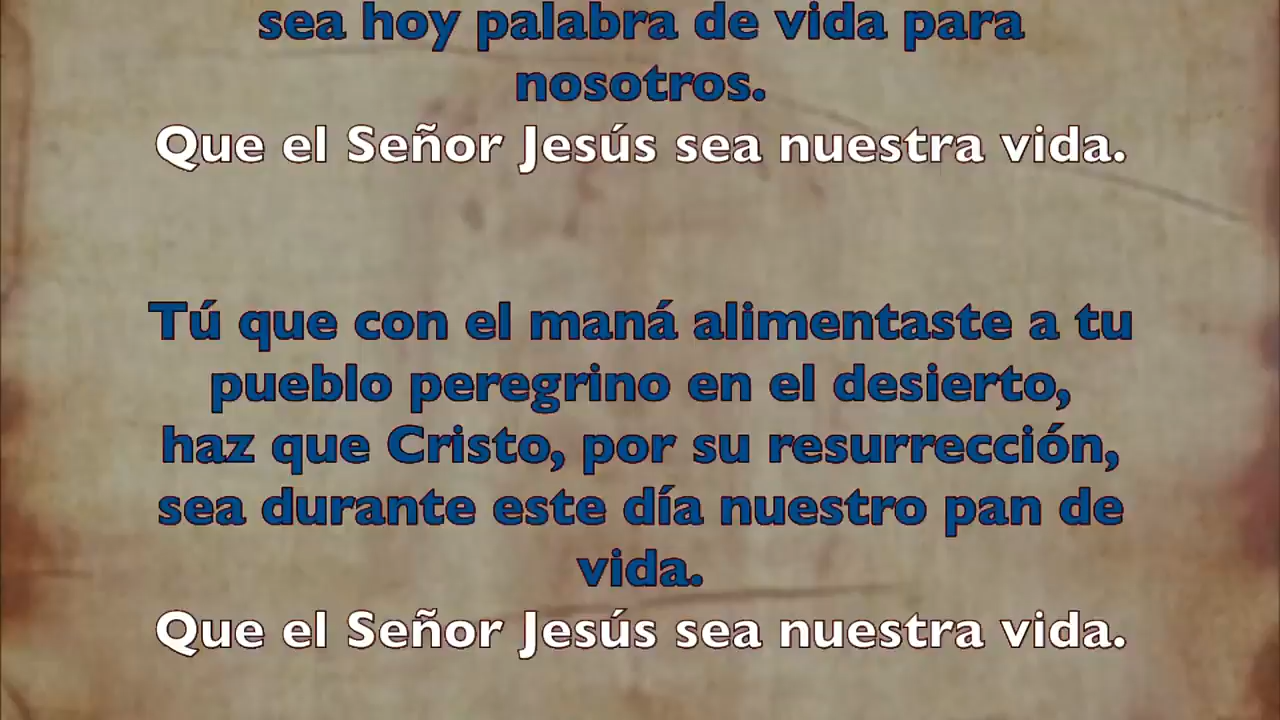 sea hoy palabra de vida para
nosotros.
Que el Señor Jesús sea nuestra vida.
Tú que con el maná alimentaste a tu
pueblo peregrino en el desierto,
haz que Cristo, por su resurrección,
sea durante este día nuestro pan de
vida.
Que el Señor Jesús sea nuestra vida.